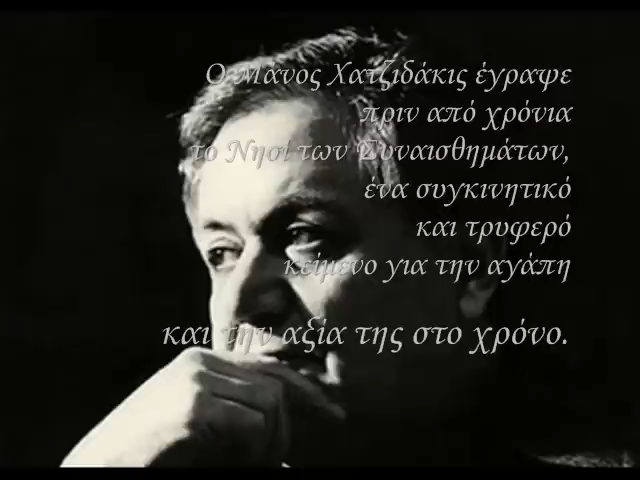 Ο Μάνος Χατζιδάκις έγραψε
πριν από χρόνια
το Νησί των Συναισθημάτων,
ένα συγκινητικό
και τρυφερό
κείμενο για την αγάπη
και την αξία της στο χρόνο.